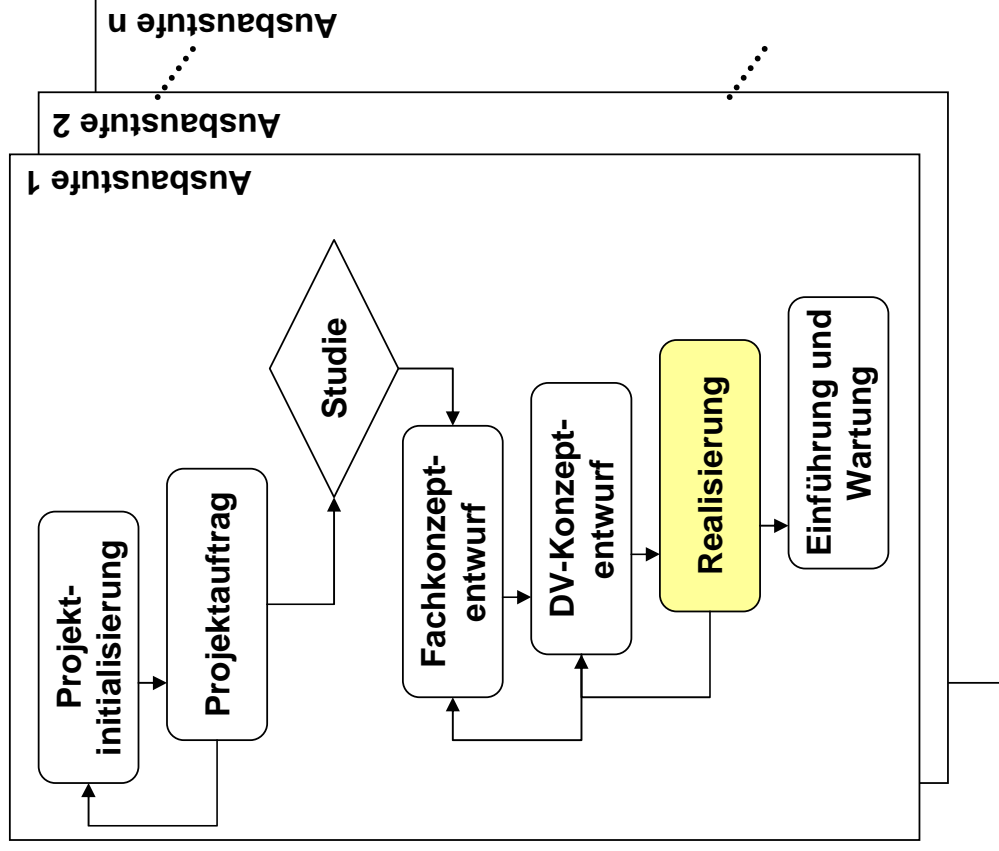 Ausbaustufe n
Ausbaustufe 2
Ausbaustufe 1
Projekt-
initialisierung
Projektauftrag
Studie
Fachkonzept-
entwurf
DV-Konzept-
entwurf
Realisierung
Einführung und
Wartung